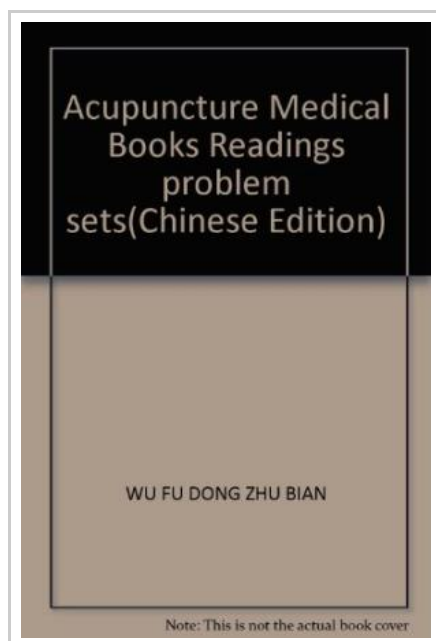 Acupuncture Medical
Books Readings
problem
sets(Chinese Edition)
WU FU DONG ZHU BIAN
Note: This is not the actual book cover